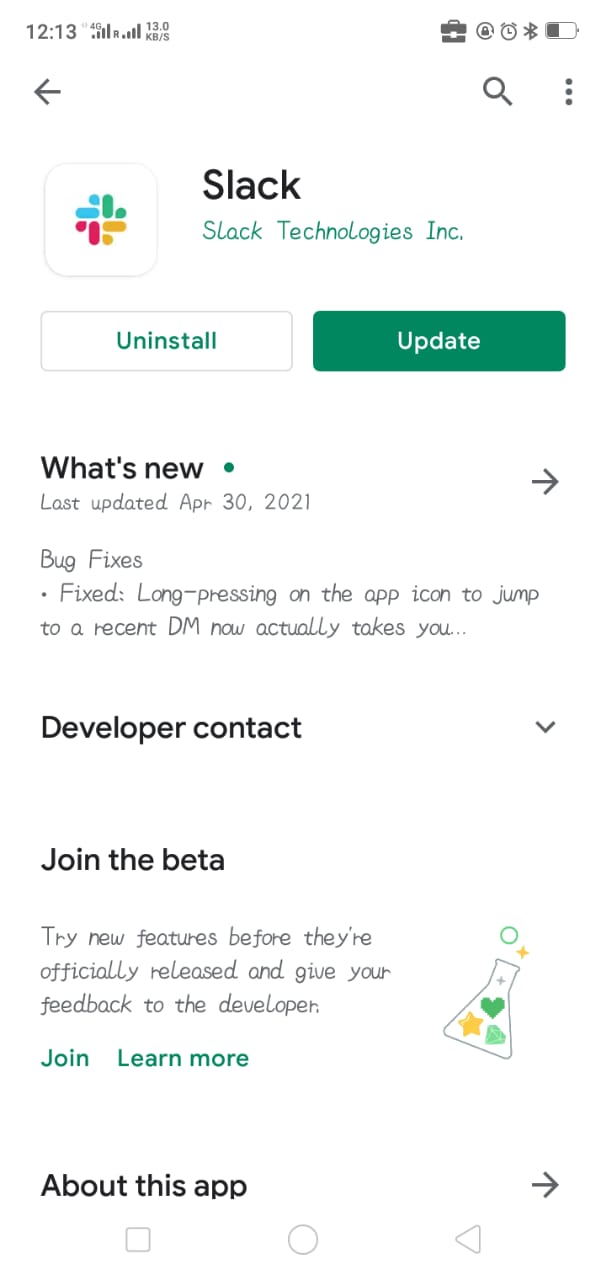 12:13 4G R 13.0
KB/S
Slack
Slack Technologies Inc.
Uninstall Update
What's new
Last updated Apr 30, 2021
Bug Fixes
• Fixed: Long-pressing on the app icon to jump
to a recent DM now actually takes you...
Developer contact
Join the beta
Try new features before they're
officially released and give your
feedback to the developer.
Join Learn more
About this app